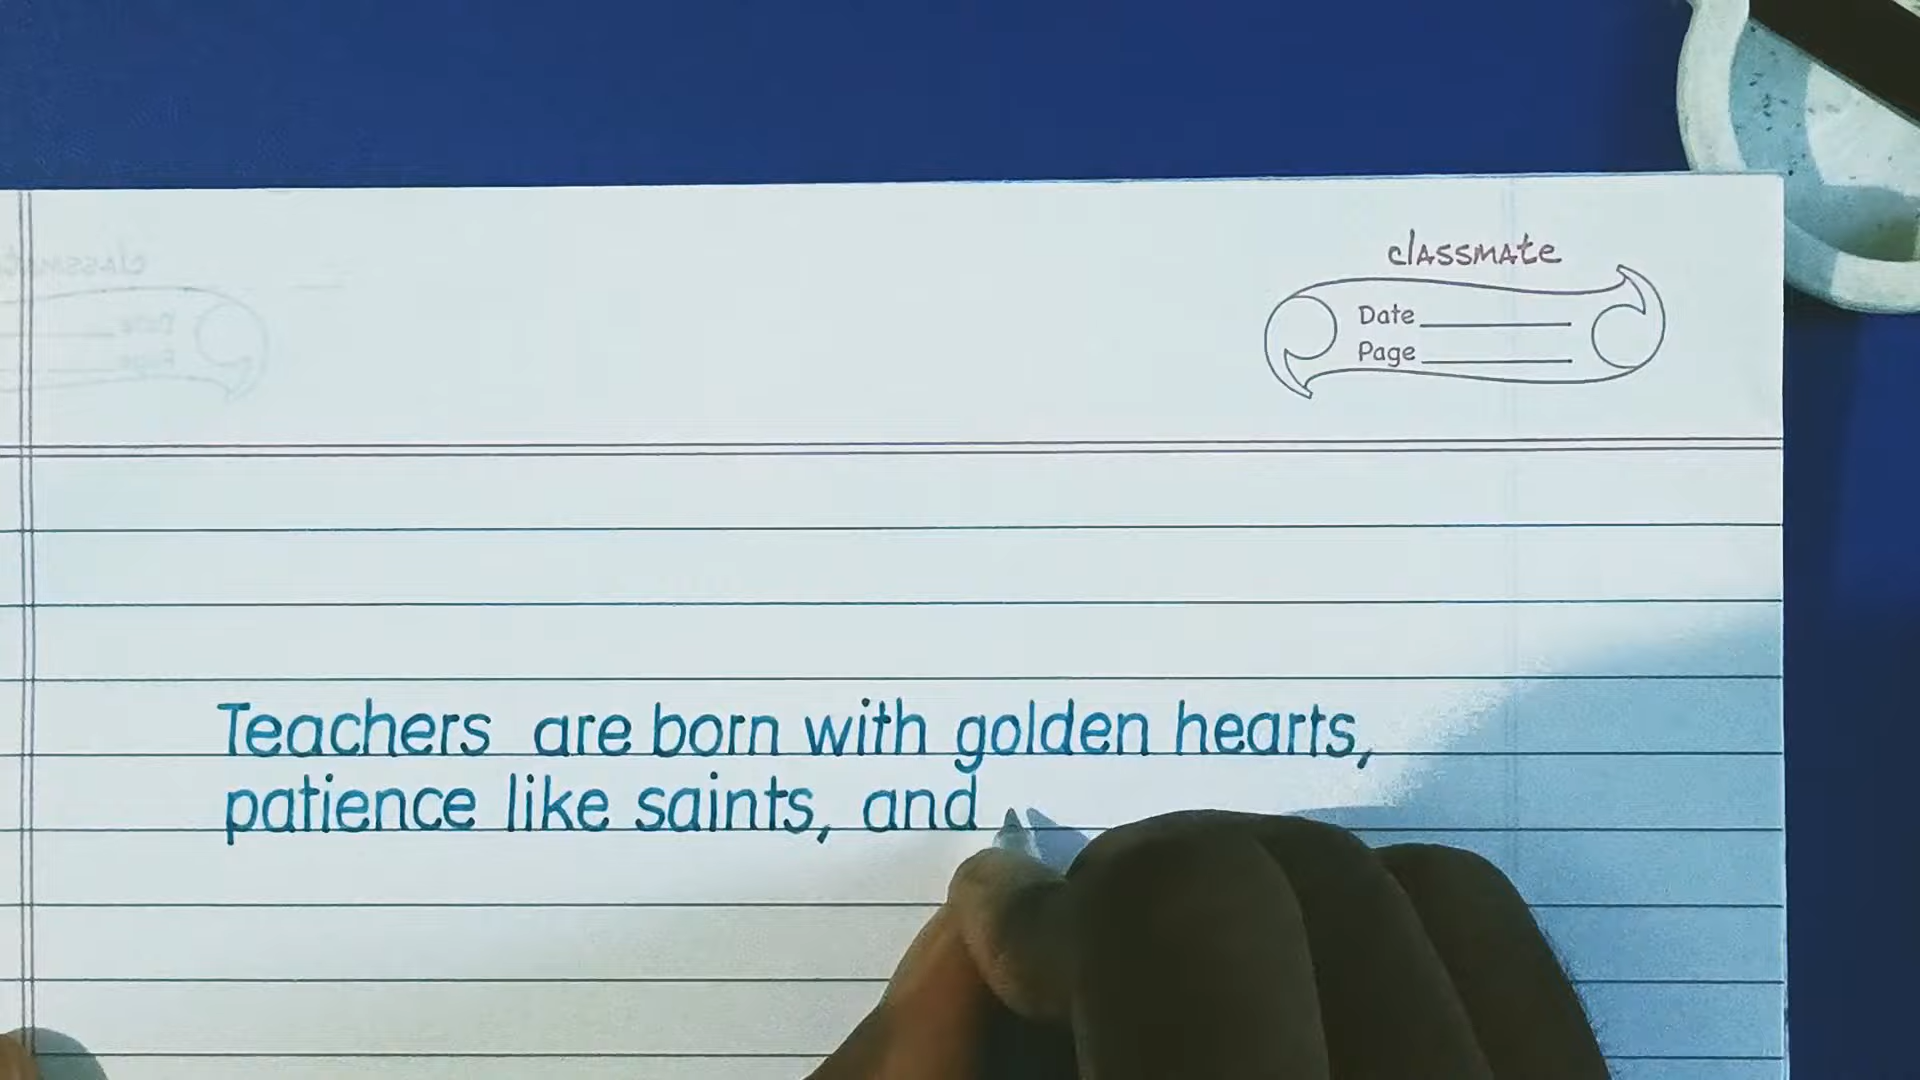 classmate
Date
Page
Teachers are born with golden hearts,
patience like saints, and